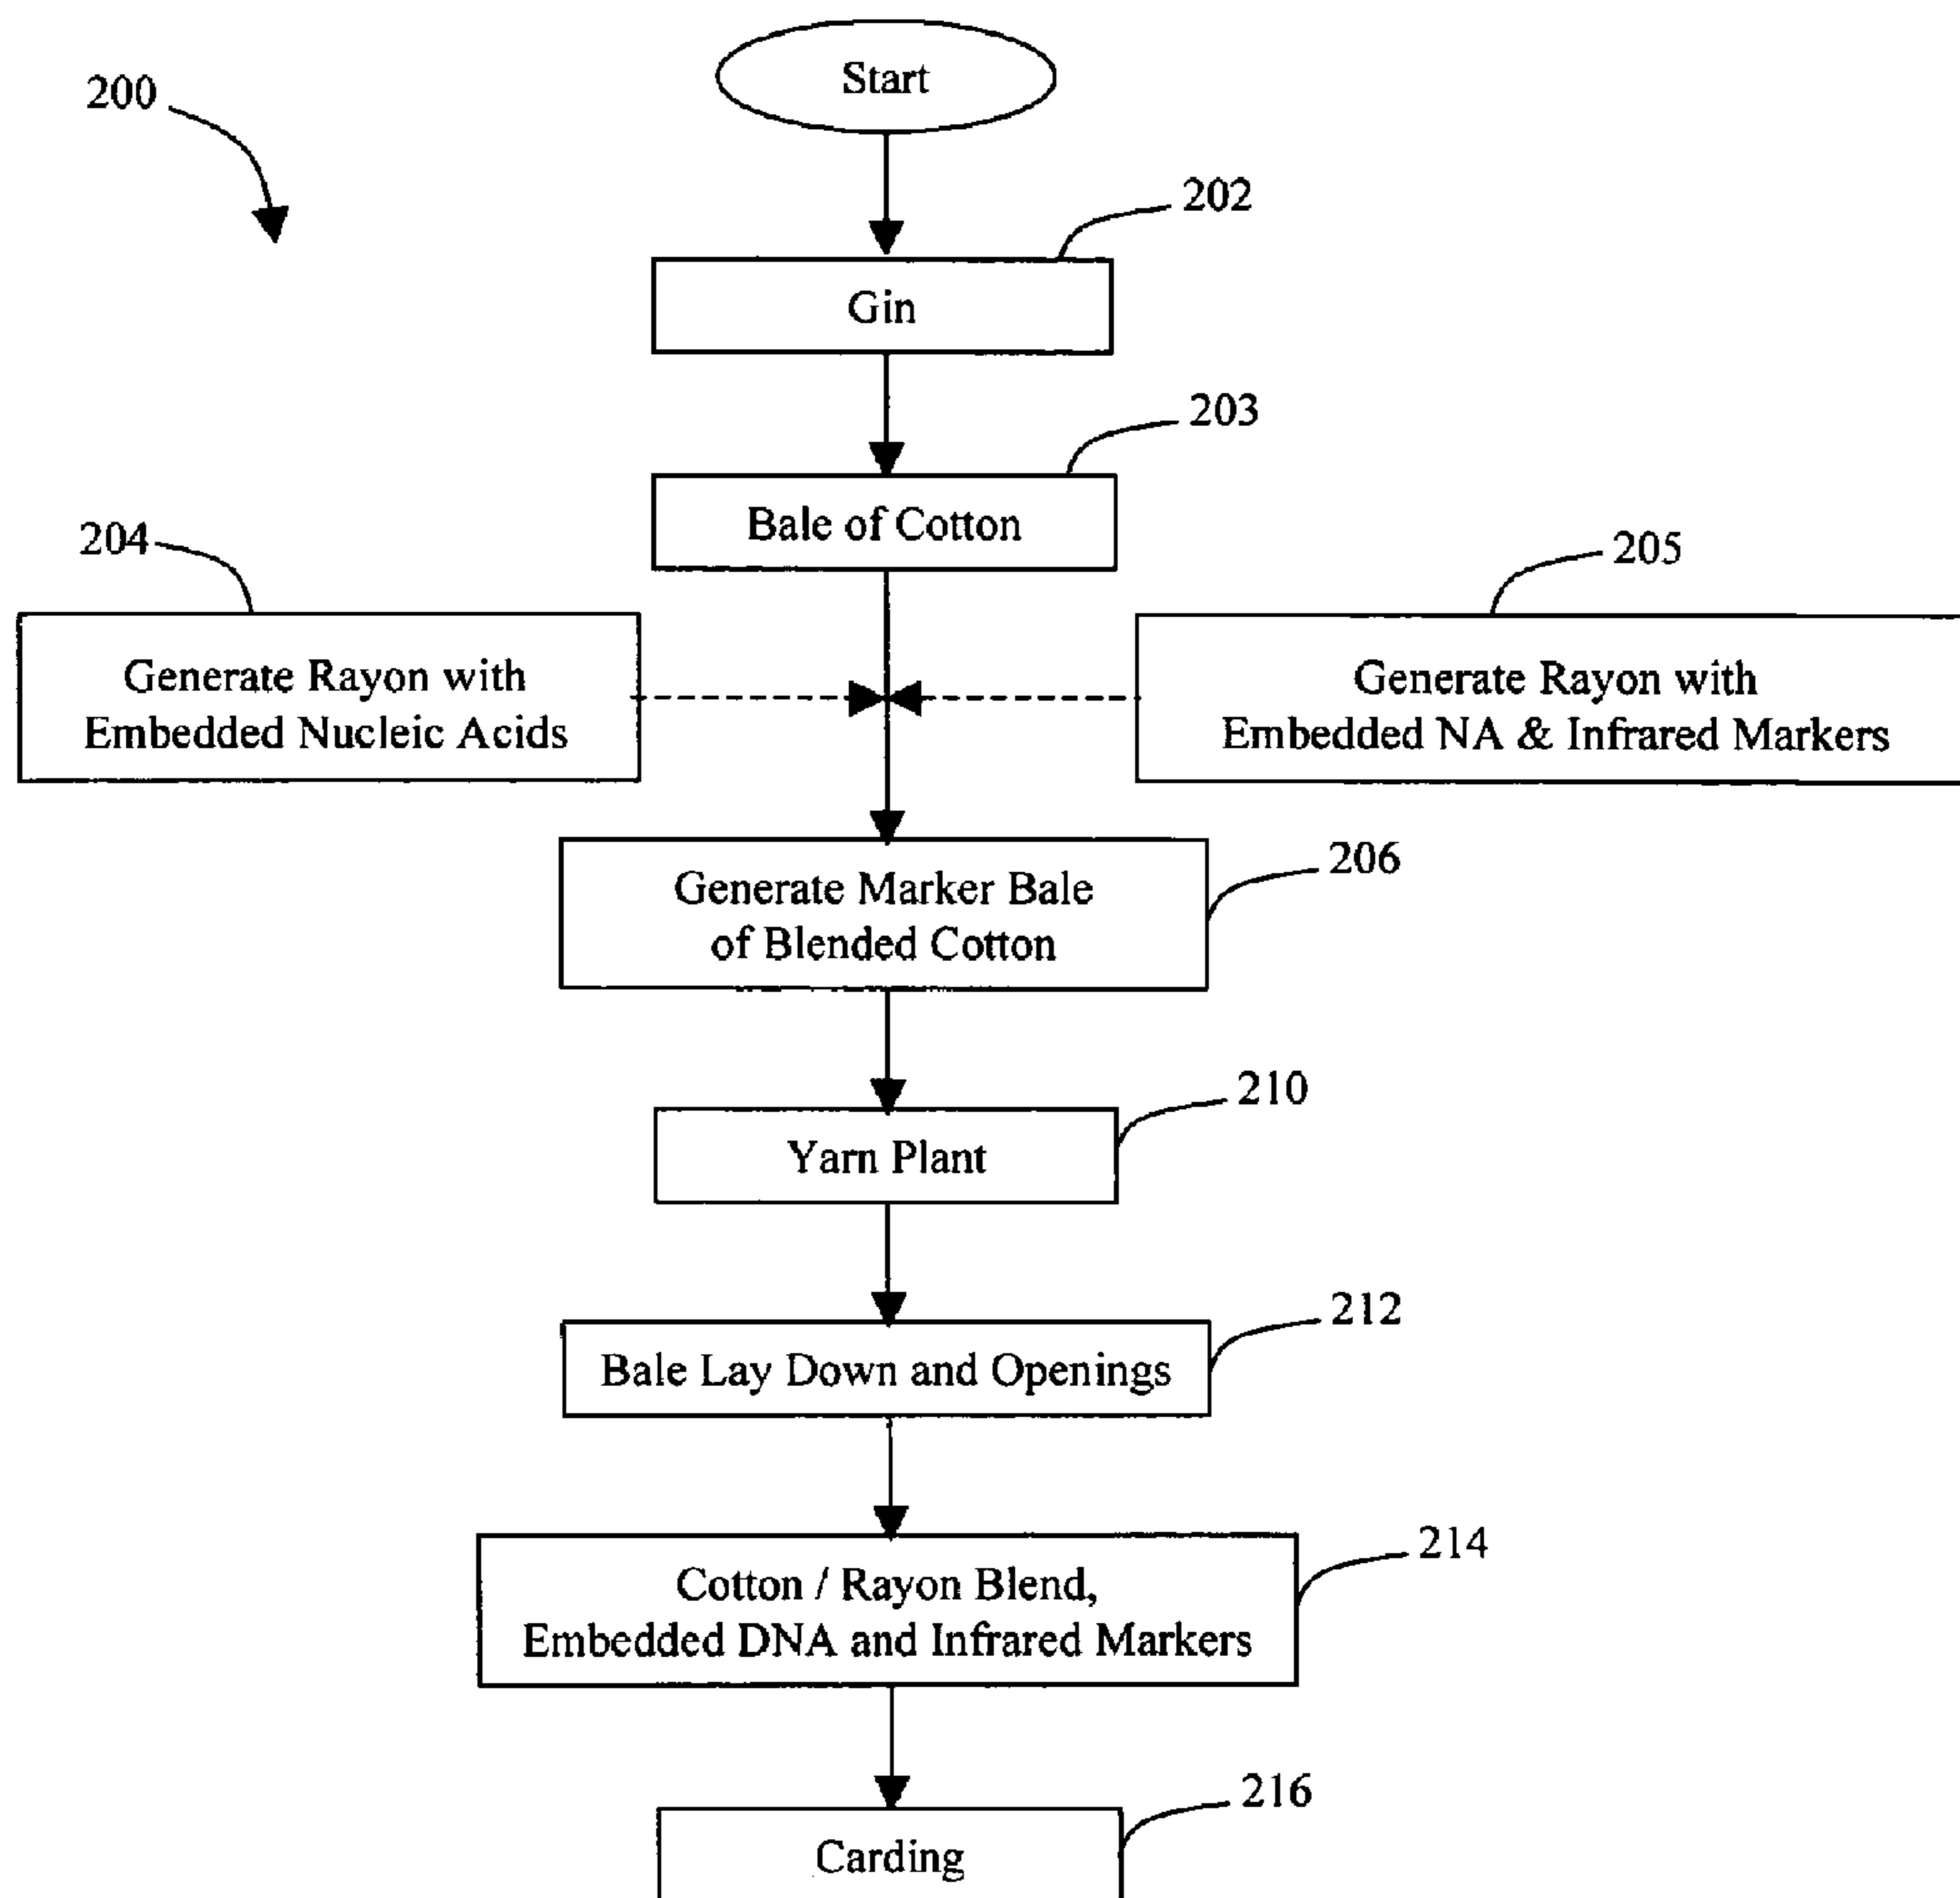 Start
200
202
Gin
203
Bale of Cotton
204
205
Generate Rayon with
Embedded Nucleic Acids
Generate Rayon with
Embedded NA & Infrared Markers
206
Generate Marker Bale
of Blended Cotton
210
Yarn Plant
212
Bale Lay Down and Openings
214
Cotton / Rayon Blend,
Embedded DNA and Infrared Markers
216
Carding